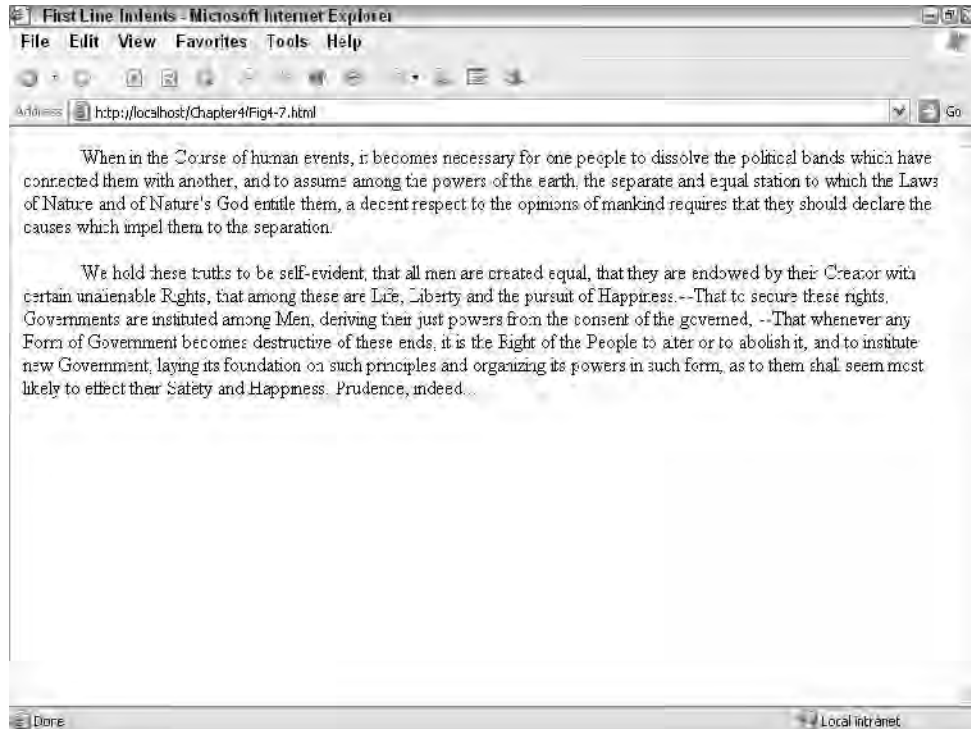 First Line Indents - Microsoft Internet Explorer
File Edit View Favorites Tools Help
Address http://localhost/Chapter4/Fig4-7.html Go
When in the Course of human events, it becomes necessary for one people to dissolve the political bands which have
connected them with another, and to assume among the powers of the earth, the separate and equal station to which the Laws
of Nature and of Nature's God entitle them, a decent respect to the opinions of mankind requires that they should declare the
causes which impel them to the separation.
We hold these truths to be self-evident, that all men are created equal, that they are endowed by their Creator with
certain unalienable Rights, that among these are Life, Liberty and the pursuit of Happiness.--That to secure these rights,
Governments are instituted among Men, deriving their just powers from the consent of the governed, --That whenever any
Form of Government becomes destructive of these ends, it is the Right of the People to alter or to abolish it, and to institute
new Government, laying its foundation on such principles and organizing its powers in such form, as to them shall seem most
likely to effect their Safety and Happiness. Prudence, indeed...
Done Local intranet